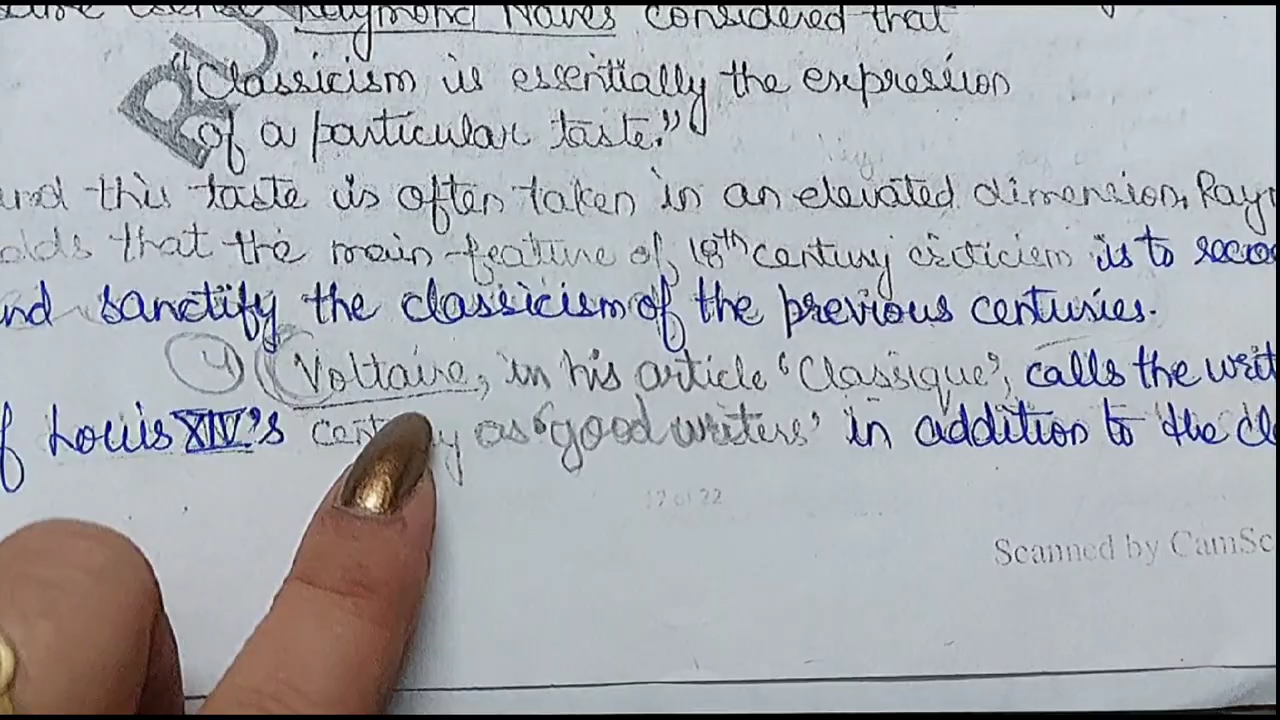 Raymond Naves considered that
"Classicism is essentially the expression
of a particular taste."
and this taste is often taken in an elevated dimension. Ray
olds that the main feature of 18th century criticism is to reco
and sanctify the classicism of the previous centuries.
4 Voltaire, in his article 'Classique', calls the writ
of Louis XIV's century as 'good writers' in addition to the cl
17 of 22
Scanned by CamSc